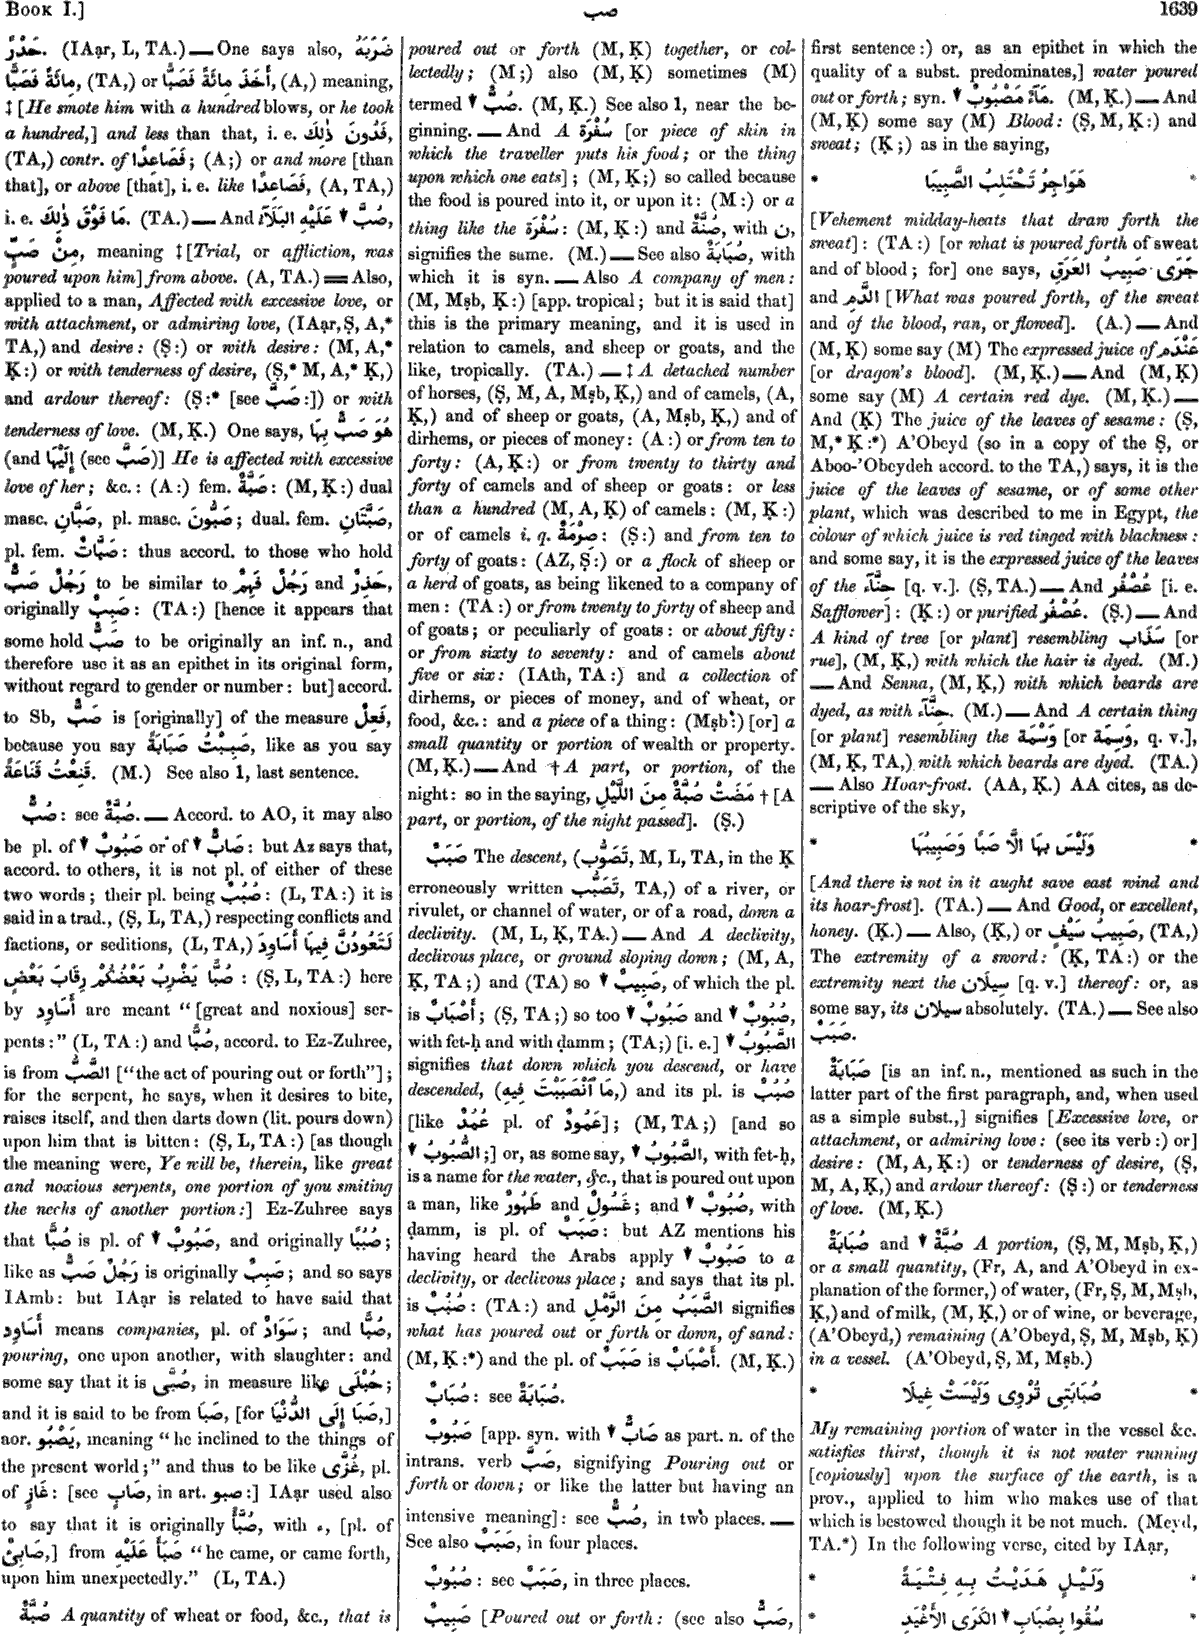 BOOK I.]
صب
1639
حَذْرٌ. (IAạr, L, TA.) — One says also, ضَرَبَهُ
مِائَةً فَصَبًّا, (TA,) or أَخَذَ مِائَةً فَصَبًّا, (A,) meaning,
‡ [He smote him with a hundred blows, or he took
a hundred,] and less than that, i. e. فَدُونَ ذٰلِكَ,
(TA,) contr. of فَصَاعِدًا; (A;) or and more [than
that], or above [that], i. e. like فَصَاعِدًا, (A, TA,)
i. e. مَا فَوْقَ ذٰلِكَ. (TA.) — And صُبَّ ▼ عَلَيْهِ البَلَآءُ,
مِنْ صَبٍّ, meaning ‡ [Trial, or affliction, was
poured upon him] from above. (A, TA.) = Also,
applied to a man, Affected with excessive love, or
with attachment, or admiring love, (IAạr, Ṣ, A,*
TA,) and desire: (Ṣ:) or with desire: (M, A,*
Ḳ:) or with tenderness of desire, (Ṣ,* M, A,* Ḳ,)
and ardour thereof: (Ṣ:* [see صَبَّ:]) or with
tenderness of love. (M, Ḳ.) One says, هُوَ صَبٌّ بِهَا
(and إِلَيْهَا (see صَبَّ)] He is affected with excessive
love of her; &c.: (A:) fem. صَبَّةٌ: (M, Ḳ:) dual
masc. صَبَّانِ, pl. masc. صَبُّونَ; dual. fem. صَبَّتَانِ,
pl. fem. صَبَّاتٌ: thus accord. to those who hold
رَجُلٌ صَبٌّ to be similar to رَجُلٌ فَهِمٌ and حَذِرٌ,
originally صَبِبٌ: (TA:) [hence it appears that
some hold صَبٌّ to be originally an inf. n., and
therefore use it as an epithet in its original form,
without regard to gender or number: but] accord.
to Sb, صَبٌّ is [originally] of the measure فَعِلٌ,
because you say صَبِبْتُ صَبَابَةً, like as you say
قَنِعْتُ قَنَاعَةً. (M.) See also 1, last sentence.
صُبٌّ: see صُبَّةٌ. — Accord. to AO, it may also
be pl. of ▼ صَبُوبٌ or of ▼ صَابٌّ: but Az says that,
accord. to others, it is not pl. of either of these
two words; their pl. being صُبُبٌ: (L, TA:) it is
said in a trad., (Ṣ, L, TA,) respecting conflicts and
factions, or seditions, (L, TA,) لَتَعُودُنَّ فِيهَا أَسَاوِدَ
صُبًّا يَضْرِبُ بَعْضُكُمْ رِقَابَ بَعْضٍ : (Ṣ, L, TA:) here
by أَسَاوِد are meant “[great and noxious] ser-
pents:” (L, TA:) and صُبًّا, accord. to Ez-Zuhree,
is from الصَّبُّ [“the act of pouring out or forth”];
for the serpent, he says, when it desires to bite,
raises itself, and then darts down (lit. pours down)
upon him that is bitten: (Ṣ, L, TA:) [as though
the meaning were, Ye will be, therein, like great
and noxious serpents, one portion of you smiting
the necks of another portion:] Ez-Zuhree says
that صُبًّا is pl. of ▼ صَبُوبٌ, and originally صُبُبًا;
like as رَجُلٌ صَبٌّ is originally صَبِبٌ; and so says
IAmb: but IAạr is related to have said that
أَسَاوِد means companies, pl. of سَوَادٌ; and صُبًّا,
pouring, one upon another, with slaughter: and
some say that it is صُبًّى, in measure like حُبْلَى;
and it is said to be from صَبَا, [for صَبَا إِلَى الدُّنْيَا,]
aor. يَصْبُو, meaning “he inclined to the things of
the present world;” and thus to be like غُزًّى, pl.
of غَازٍ: [see صَابٍ, in art. صبو:] IAạr used also
to say that it is originally صُبَّأً, with ء, [pl. of
صَابِئٌ,] from صَبَأَ عَلَيْهِ “he came, or came forth,
upon him unexpectedly.” (L, TA.)
صُبَّةٌ A quantity of wheat or food, &c., that is
poured out or forth (M, Ḳ) together, or col-
lectedly; (M;) also (M, Ḳ) sometimes (M)
termed ▼ صُبٌّ. (M, Ḳ.) See also 1, near the be-
ginning. — And A سُفْرَة [or piece of skin in
which the traveller puts his food; or the thing
upon which one eats]; (M, Ḳ;) so called because
the food is poured into it, or upon it: (M:) or a
thing like the سُفْرَة: (M, Ḳ:) and صُنَّةٌ, with ن,
signifies the same. (M.) — See also صُبَابَةٌ, with
which it is syn. — Also A company of men:
(M, Mṣb, Ḳ:) [app. tropical; but it is said that]
this is the primary meaning, and it is used in
relation to camels, and sheep or goats, and the
like, tropically. (TA.) — ‡ A detached number
of horses, (Ṣ, M, A, Mṣb, Ḳ,) and of camels, (A,
Ḳ,) and of sheep or goats, (A, Mṣb, Ḳ,) and of
dirhems, or pieces of money: (A:) or from ten to
forty: (A, Ḳ:) or from twenty to thirty and
forty of camels and of sheep or goats: or less
than a hundred (M, A, Ḳ) of camels: (M, Ḳ:)
or of camels i. q. صِرْمَةٌ: (Ṣ:) and from ten to
forty of goats: (AZ, Ṣ:) or a flock of sheep or
a herd of goats, as being likened to a company of
men: (TA:) or from twenty to forty of sheep and
of goats; or peculiarly of goats: or about fifty:
or from sixty to seventy: and of camels about
five or six: (IAth, TA:) and a collection of
dirhems, or pieces of money, and of wheat, or
food, &c.: and a piece of a thing: (Mṣb:) [or] a
small quantity or portion of wealth or property.
(M, Ḳ.) — And † A part, or portion, of the
night: so in the saying, مَضَتْ صُبَّةٌ مِنَ اللَّيْلِ † [A
part, or portion, of the night passed]. (Ṣ.)
صَبَبٌ The descent, (تَصَوُّب, M, L, TA, in the Ḳ
erroneously written تَصَبُّب, TA,) of a river, or
rivulet, or channel of water, or of a road, down a
declivity. (M, L, Ḳ, TA.) — And A declivity,
declivous place, or ground sloping down; (M, A,
Ḳ, TA;) and (TA) so ▼ صَبِيبٌ, of which the pl.
is أَصْبَابٌ; (Ṣ, TA;) so too ▼ صَبُوبٌ and ▼ صُبُوبٌ,
with fet-ḥ and with ḍamm; (TA;) [i. e.] ▼ الصَّبُوبُ
signifies that down which you descend, or have
descended, (مَا ٱنْصَبَبْتَ فِيهِ,) and its pl. is صُبُبٌ
[like عُمُدٌ pl. of عَمُودٌ]; (M, TA;) [and so
▼ الصُّبُوبُ;] or, as some say, ▼ الصَّبُوبُ, with fet-ḥ,
is a name for the water, &c., that is poured out upon
a man, like طَهُورٌ and غَسُولٌ; and ▼ صُبُوبٌ, with
ḍamm, is pl. of صَبَبٌ: but AZ mentions his
having heard the Arabs apply ▼ صَبُوبٌ to a
declivity, or declivous place; and says that its pl.
is صُبُبٌ: (TA:) and الصَّبَبُ مِنَ الرَّمْلِ signifies
what has poured out or forth or down, of sand:
(M, Ḳ:*) and the pl. of صَبَبٌ is أَصْبَابٌ. (M, Ḳ.)
صُبَابٌ: see صُبَابَةٌ.
صَبُوبٌ [app. syn. with ▼ صَابٌّ as part. n. of the
intrans. verb صَبَّ, signifying Pouring out or
forth or down; or like the latter but having an
intensive meaning]: see صُبٌّ, in two places. —
See also صَبَبٌ, in four places.
صُبُوبٌ: see صَبَبٌ, in three places.
صَبِيبٌ [Poured out or forth: (see also صَبٌّ,
first sentence:) or, as an epithet in which the
quality of a subst. predominates,] water poured
out or forth; syn. ▼ مَآءٌ مَصْبُوبٌ. (M, Ḳ.) — And
(M, Ḳ) some say (M) Blood: (Ṣ, M, Ḳ:) and
sweat; (Ḳ;) as in the saying,
* هَوَاجِرُ تَحْتَلِبُ الصَّبِيبَا *
[Vehement midday-heats that draw forth the
sweat]: (TA:) [or what is poured forth of sweat
and of blood; for] one says, جَرَى صَبِيبُ العَرَقِ
and الدَّمِ [What was poured forth, of the sweat
and of the blood, ran, or flowed]. (A.) — And
(M, Ḳ) some say (M) The expressed juice of عَنْدَم
[or dragon's blood]. (M, Ḳ.) — And (M, Ḳ)
some say (M) A certain red dye. (M, Ḳ.) —
And (Ḳ) The juice of the leaves of sesame: (Ṣ,
M,* Ḳ:*) A'Obeyd (so in a copy of the Ṣ, or
Aboo-'Obeydeh accord. to the TA,) says, it is the
juice of the leaves of sesame, or of some other
plant, which was described to me in Egypt, the
colour of which juice is red tinged with blackness:
and some say, it is the expressed juice of the leaves
of the حِنَّآء [q. v.]. (Ṣ, TA.) — And عُصْفُر [i. e.
Safflower]: (Ḳ:) or purified عُصْفُر. (Ṣ.) — And
A kind of tree [or plant] resembling سَذَاب [or
rue], (M, Ḳ,) with which the hair is dyed. (M.)
— And Senna, (M, Ḳ,) with which beards are
dyed, as with حِنَّآء. (M.) — And A certain thing
[or plant] resembling the وَسْمَة [or وَسِمَة, q. v.],
(M, Ḳ, TA,) with which beards are dyed. (TA.)
— Also Hoar-frost. (AA, Ḳ.) AA cites, as de-
scriptive of the sky,
* وَلَيْسَ بِهَا الَّا صَبًا وَصَبِيبُهَا *
[And there is not in it aught save east wind and
its hoar-frost]. (TA.) — And Good, or excellent,
honey. (Ḳ.) — Also, (Ḳ,) or صَبِيبُ سَيْفٍ, (TA,)
The extremity of a sword: (Ḳ, TA:) or the
extremity next the سِيلَان [q. v.] thereof: or, as
some say, its سيلان absolutely. (TA.) — See also
صَبَبٌ.
صَبَابَةٌ [is an inf. n., mentioned as such in the
latter part of the first paragraph, and, when used
as a simple subst.,] signifies [Excessive love, or
attachment, or admiring love: (see its verb:) or]
desire: (M, A, Ḳ:) or tenderness of desire, (Ṣ,
M, A, Ḳ,) and ardour thereof: (Ṣ:) or tenderness
of love. (M, Ḳ.)
صُبَابَةٌ and ▼ صُبَّةٌ A portion, (Ṣ, M, Mṣb, Ḳ,)
or a small quantity, (Fr, A, and A'Obeyd in ex-
planation of the former,) of water, (Fr, Ṣ, M, Mṣb,
Ḳ,) and of milk, (M, Ḳ,) or of wine, or beverage,
(A'Obeyd,) remaining (A'Obeyd, Ṣ, M, Mṣb, Ḳ)
in a vessel. (A'Obeyd, Ṣ, M, Mṣb.)
* صُبَابَتِى تُرْوِى وَلَيْسَتْ غِيلَا *
My remaining portion of water in the vessel &c.
satisfies thirst, though it is not water running
[copiously] upon the surface of the earth, is a
prov., applied to him who makes use of that
which is bestowed though it be not much. (Meyd,
TA.*) In the following verse, cited by IAạr,
* وَلَيْلٍ هَدَيْتُ بِهِ فِتْيَةً *
* سُقُوا بِصُبَابِ ▼ الكَرَى الأَغْيَدِ *